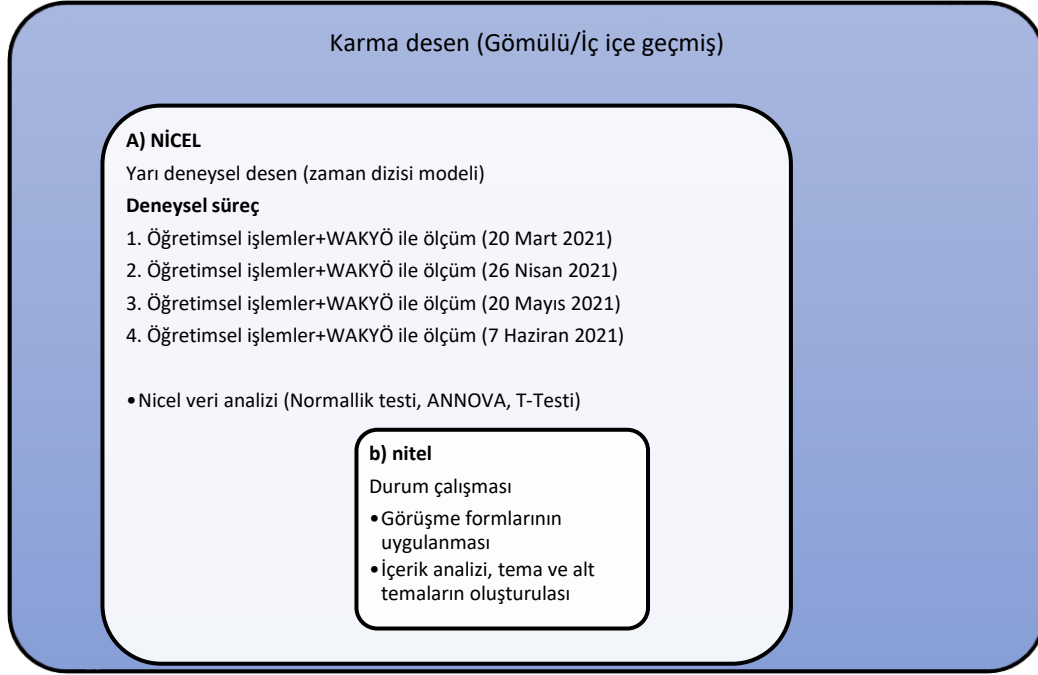 Karma desen (Gömülü/İç içe geçmiş)
A) NİCEL
Yarı deneysel desen (zaman dizisi modeli)
Deneysel süreç
1. Öğretimsel işlemler+WAKYÖ ile ölçüm (20 Mart 2021)
2. Öğretimsel işlemler+WAKYÖ ile ölçüm (26 Nisan 2021)
3. Öğretimsel işlemler+WAKYÖ ile ölçüm (20 Mayıs 2021)
4. Öğretimsel işlemler+WAKYÖ ile ölçüm (7 Haziran 2021)
•Nicel veri analizi (Normallik testi, ANNOVA, T-Testi)
b) nitel
Durum çalışması
•Görüşme formlarının
uygulanması
•İçerik analizi, tema ve alt
temaların oluşturulası